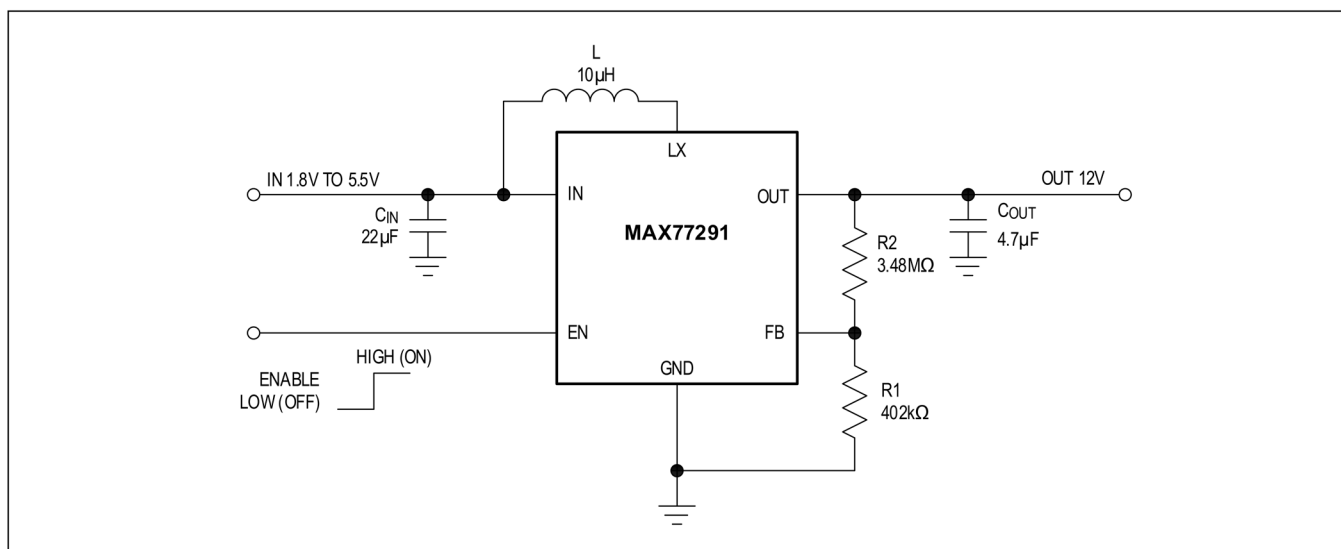 L
10µH
LX
IN 1.8V TO 5.5V
IN
OUT
OUT 12V
CIN
22µF
MAX77291
R2
3.48MΩ
COUT
4.7µF
EN
FB
HIGH (ON)
ENABLE
LOW (OFF)
GND
R1
402kΩ